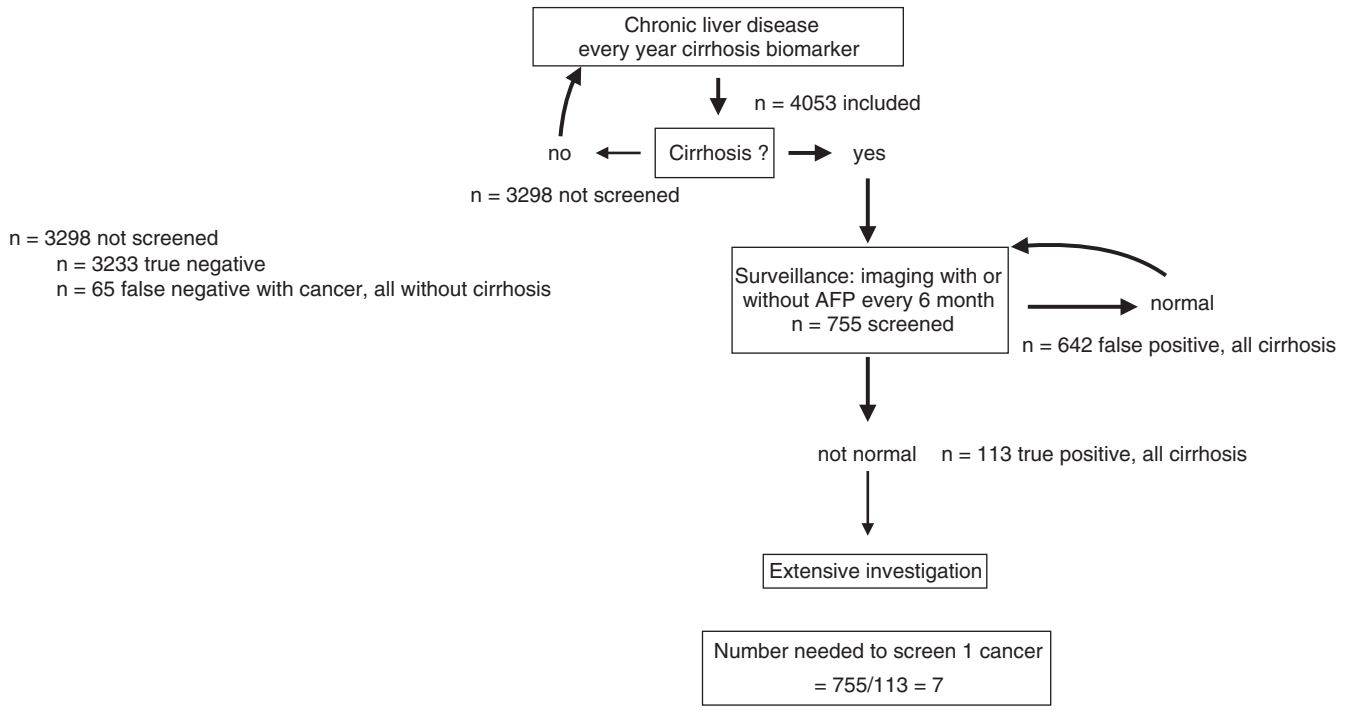 Chronic liver disease
every year cirrhosis biomarker
n = 4053 included
no
Cirrhosis ?
yes
n = 3298 not screened
n = 3298 not screened
n = 3233 true negative
n = 65 false negative with cancer, all without cirrhosis
Surveillance: imaging with or
without AFP every 6 month
n = 755 screened
normal
n = 642 false positive, all cirrhosis
not normal
n = 113 true positive, all cirrhosis
Extensive investigation
Number needed to screen 1 cancer
= 755/113 = 7